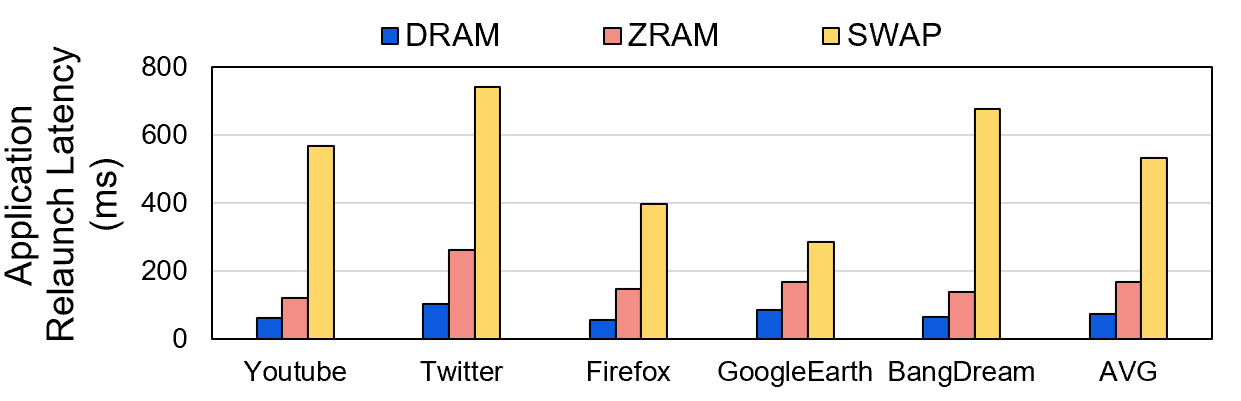 DRAM ZRAM SWAP
Application
Relaunch Latency
(ms)
800
600
400
200
0
Youtube Twitter Firefox GoogleEarth BangDream AVG